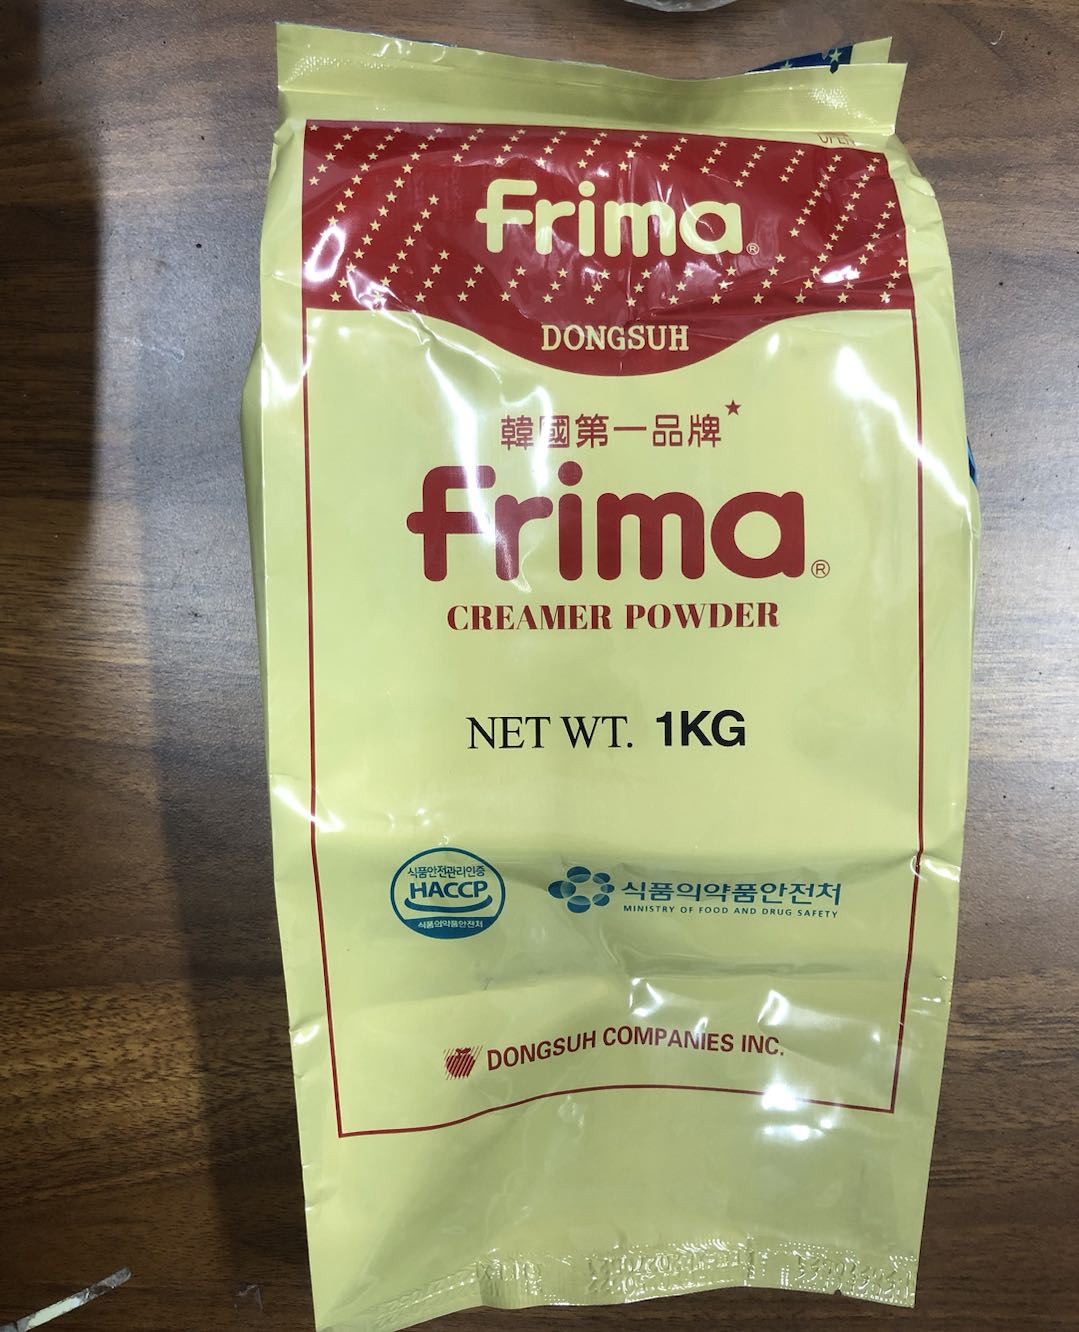 OPEN
frima®
DONGSUH
韓國第一品牌★
frima®
CREAMER POWDER
NET WT. 1KG
식품안전관리인증
HACCP
식품의약품안전처
식품의약품안전처
MINISTRY OF FOOD AND DRUG SAFETY
DONGSUH COMPANIES INC.